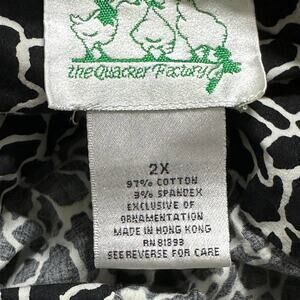 the Quacker Factory
2X
97% COTTON
3% SPANDEX
EXCLUSIVE OF
ORNAMENTATION
MADE IN HONG KONG
RN 81393
SEE REVERSE FOR CARE